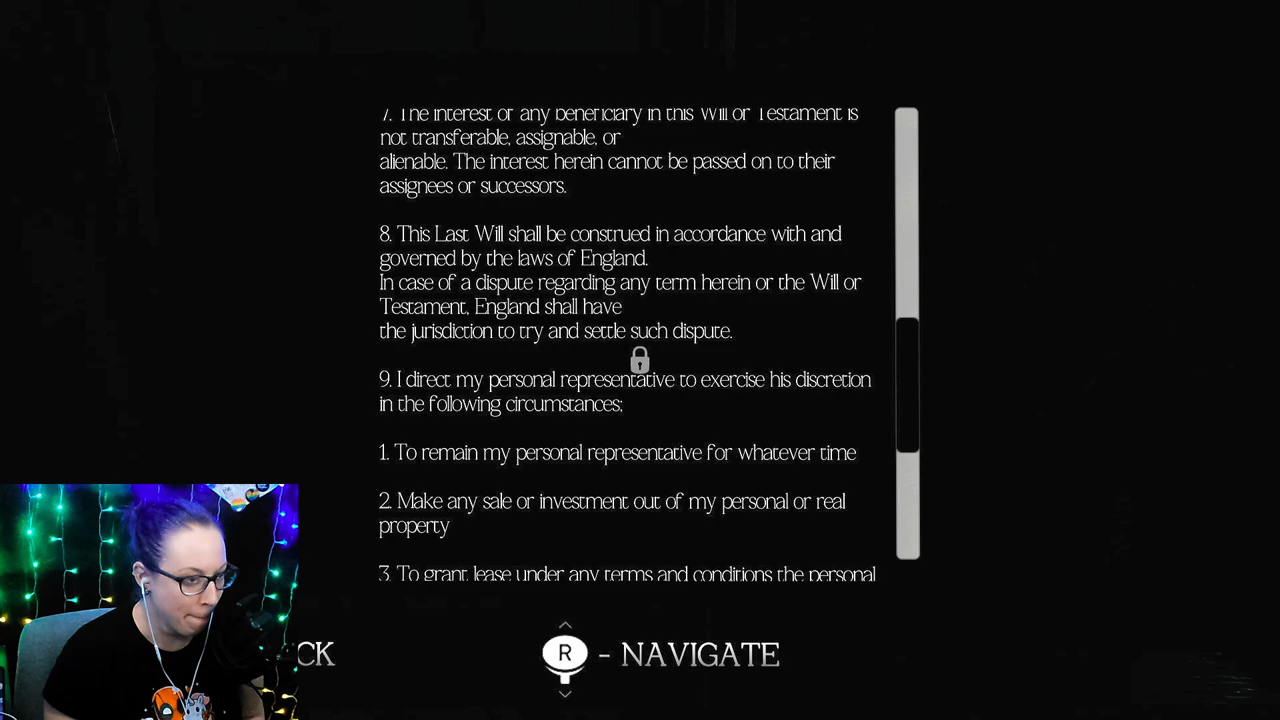 7. The interest of any beneficiary in this Will or Testament is
not transferable, assignable, or
alienable. The interest herein cannot be passed on to their
assignees or successors.
8. This Last Will shall be construed in accordance with and
governed by the laws of England.
In case of a dispute regarding any term herein or the Will or
Testament, England shall have
the jurisdiction to try and settle such dispute.
9. I direct my personal representative to exercise his discretion
in the following circumstances:
1. To remain my personal representative for whatever time
2. Make any sale or investment out of my personal or real
property
3. To grant lease under any terms and conditions the personal
CK
R - NAVIGATE